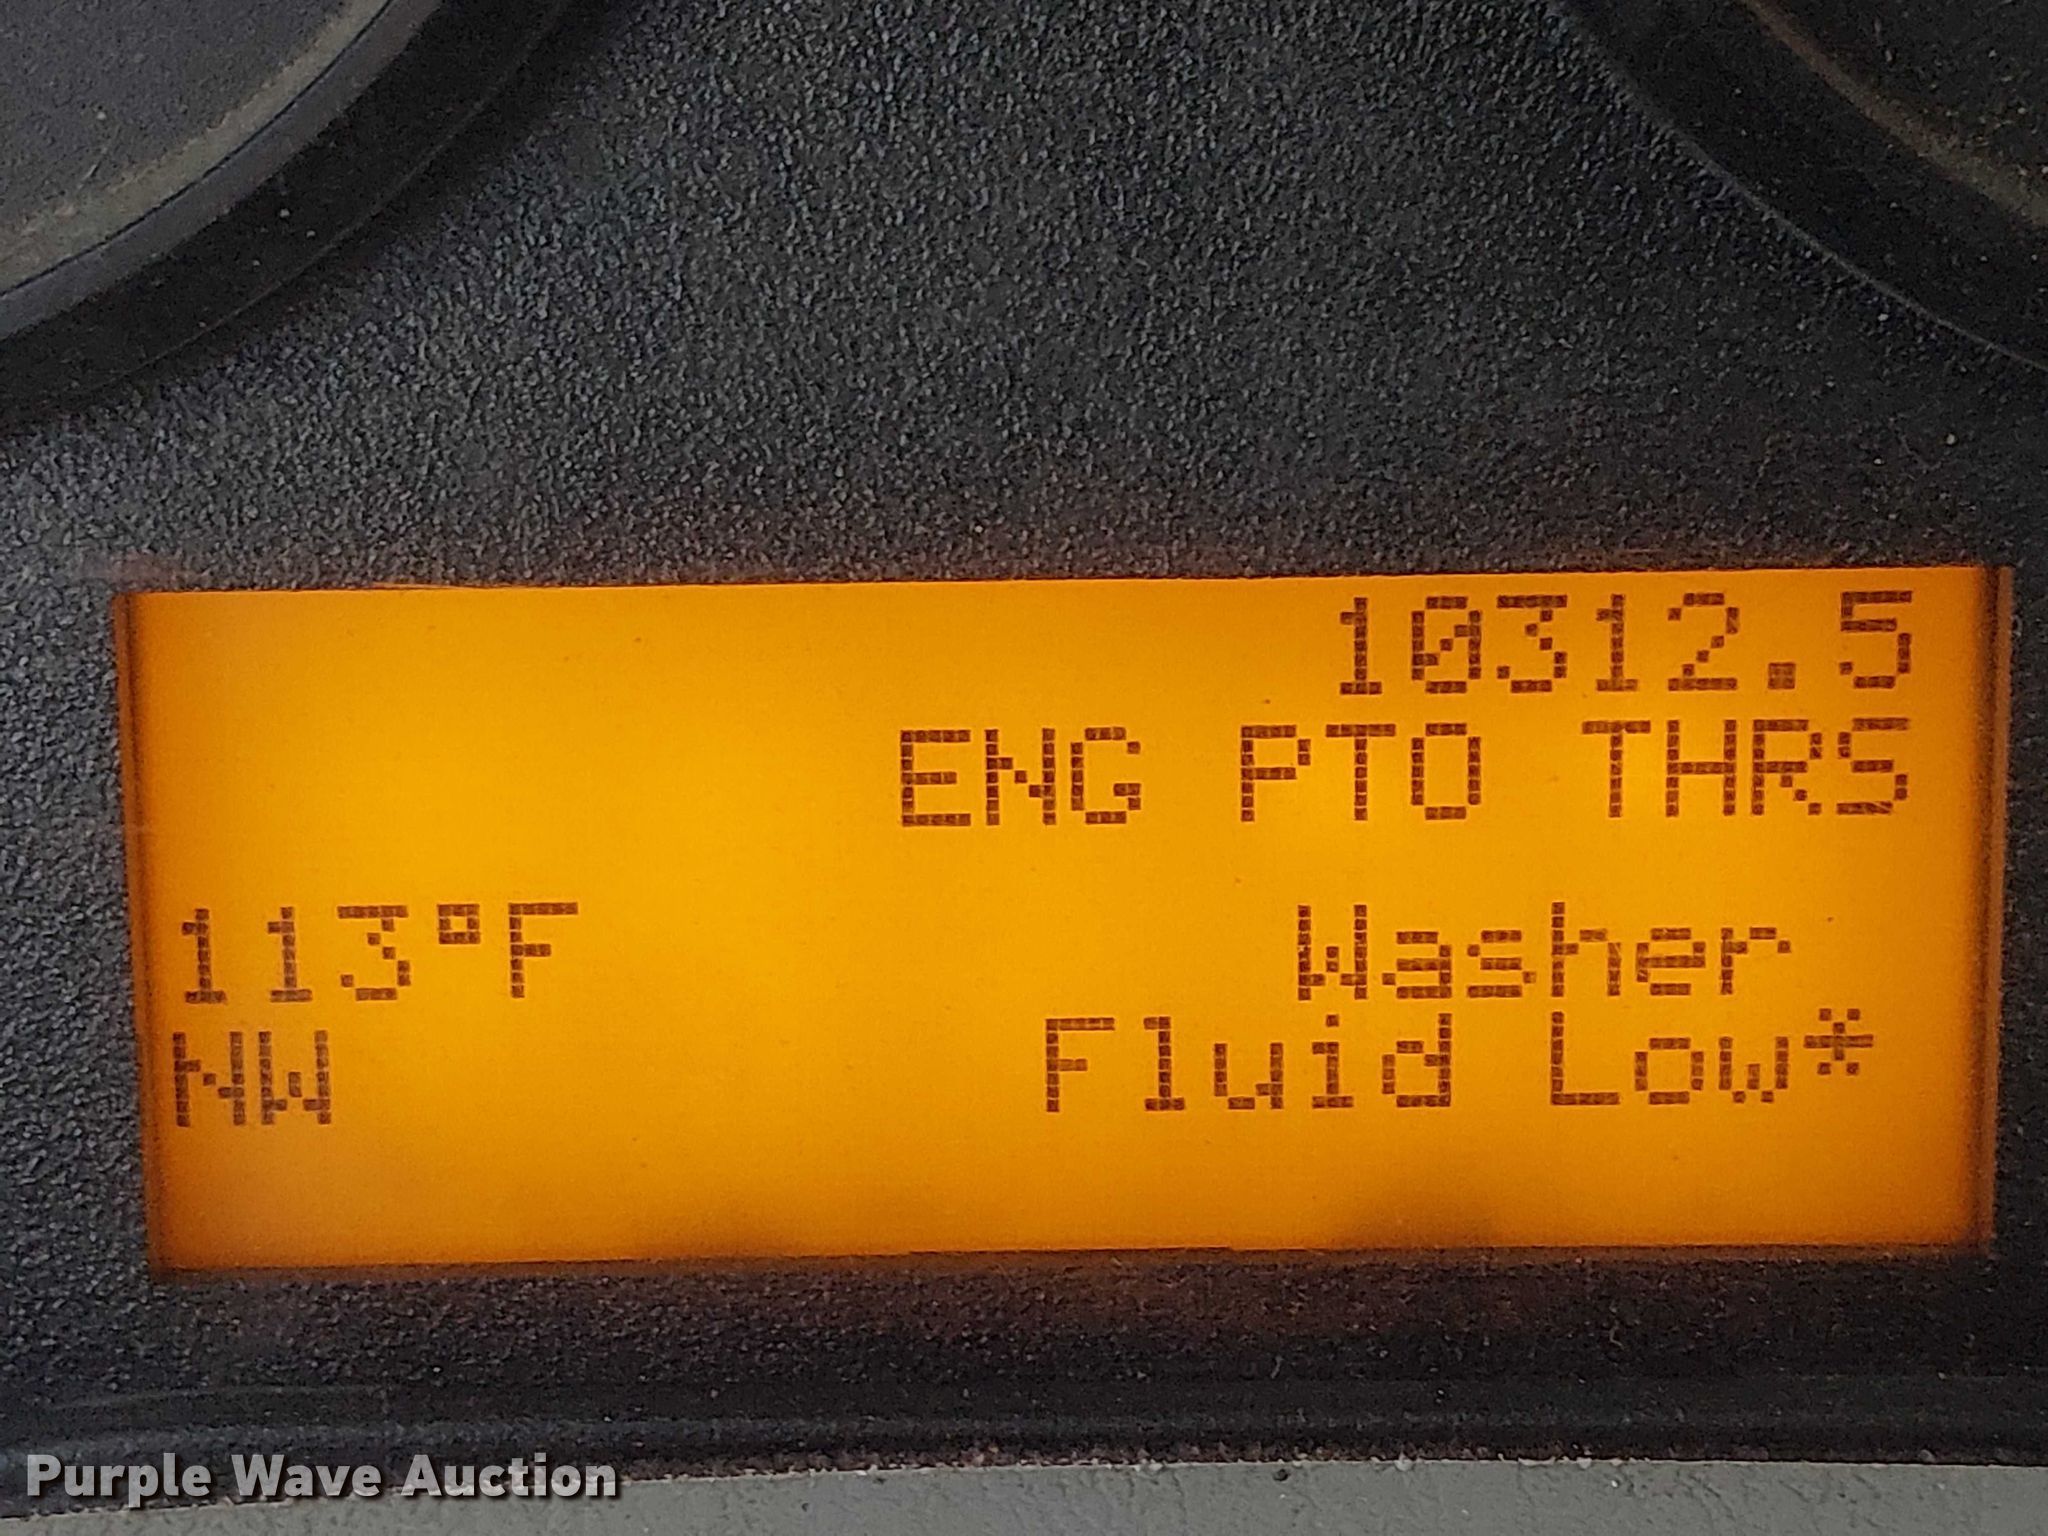 10312.5
ENG PTO THRS
113°F
Washer
NW
Fluid Low*
Purple Wave Auction